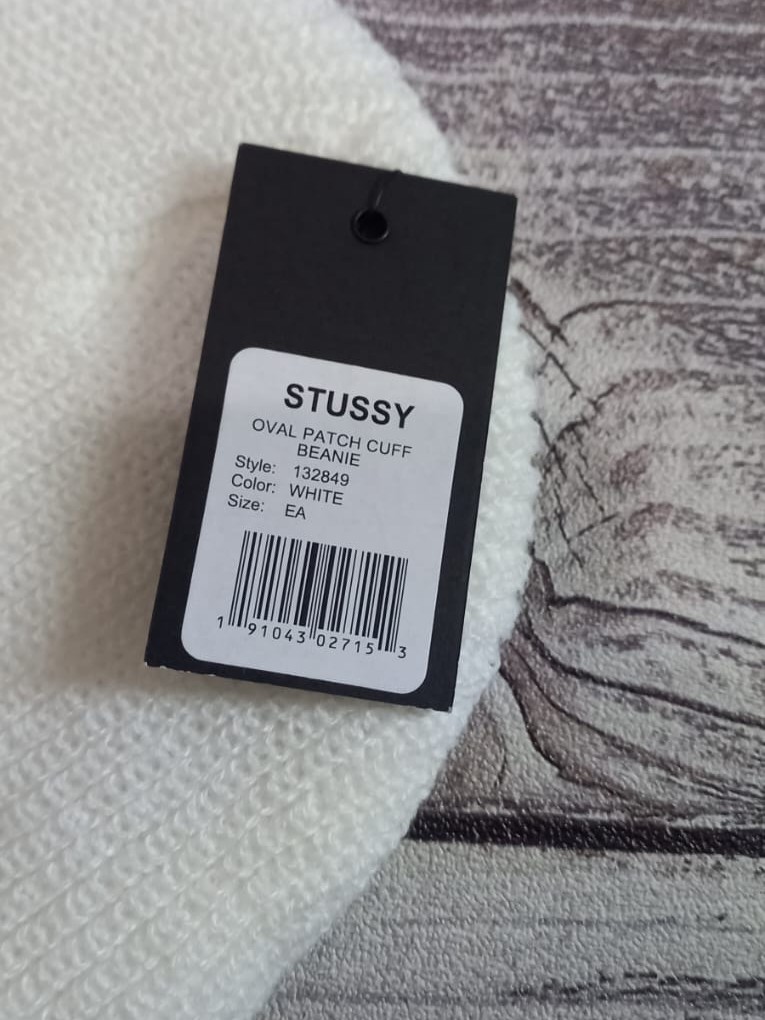 STUSSY
OVAL PATCH CUFF
BEANIE
Style: 132849
Color: WHITE
Size: EA
1 91043 02715 3